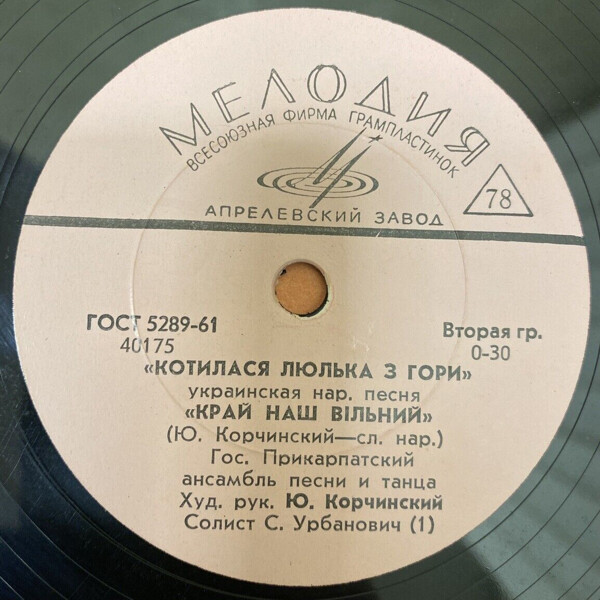 МЕЛОДИЯ
ВСЕСОЮЗНАЯ ФИРМА ГРАМПЛАСТИНОК
78
АПРЕЛЕВСКИЙ ЗАВОД
ГОСТ 5289-61
40175
Вторая гр.
0-30
«КОТИЛАСЯ ЛЮЛЬКА З ГОРИ»
украинская нар. песня
«КРАЙ НАШ ВІЛЬНИЙ»
(Ю. Корчинский—сл. нар.)
Гос. Прикарпатский
ансамбль песни и танца
Худ. рук. Ю. Корчинский
Солист С. Урбанович (1)